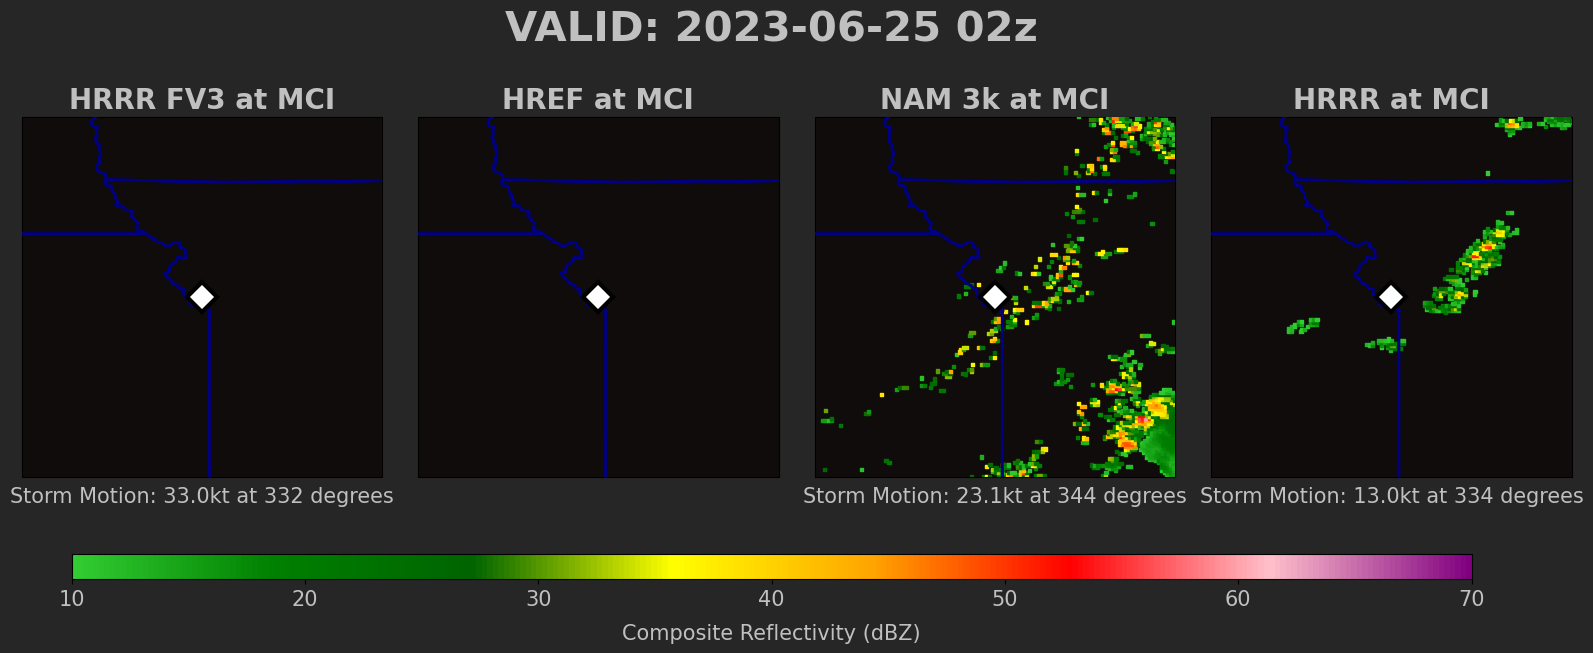 VALID: 2023-06-25 02z
HRRR FV3 at MCI
HREF at MCI
NAM 3k at MCI
HRRR at MCI
Storm Motion: 33.0kt at 332 degrees
Storm Motion: 23.1kt at 344 degrees
Storm Motion: 13.0kt at 334 degrees
10 20 30 40 50 60 70
Composite Reflectivity (dBZ)